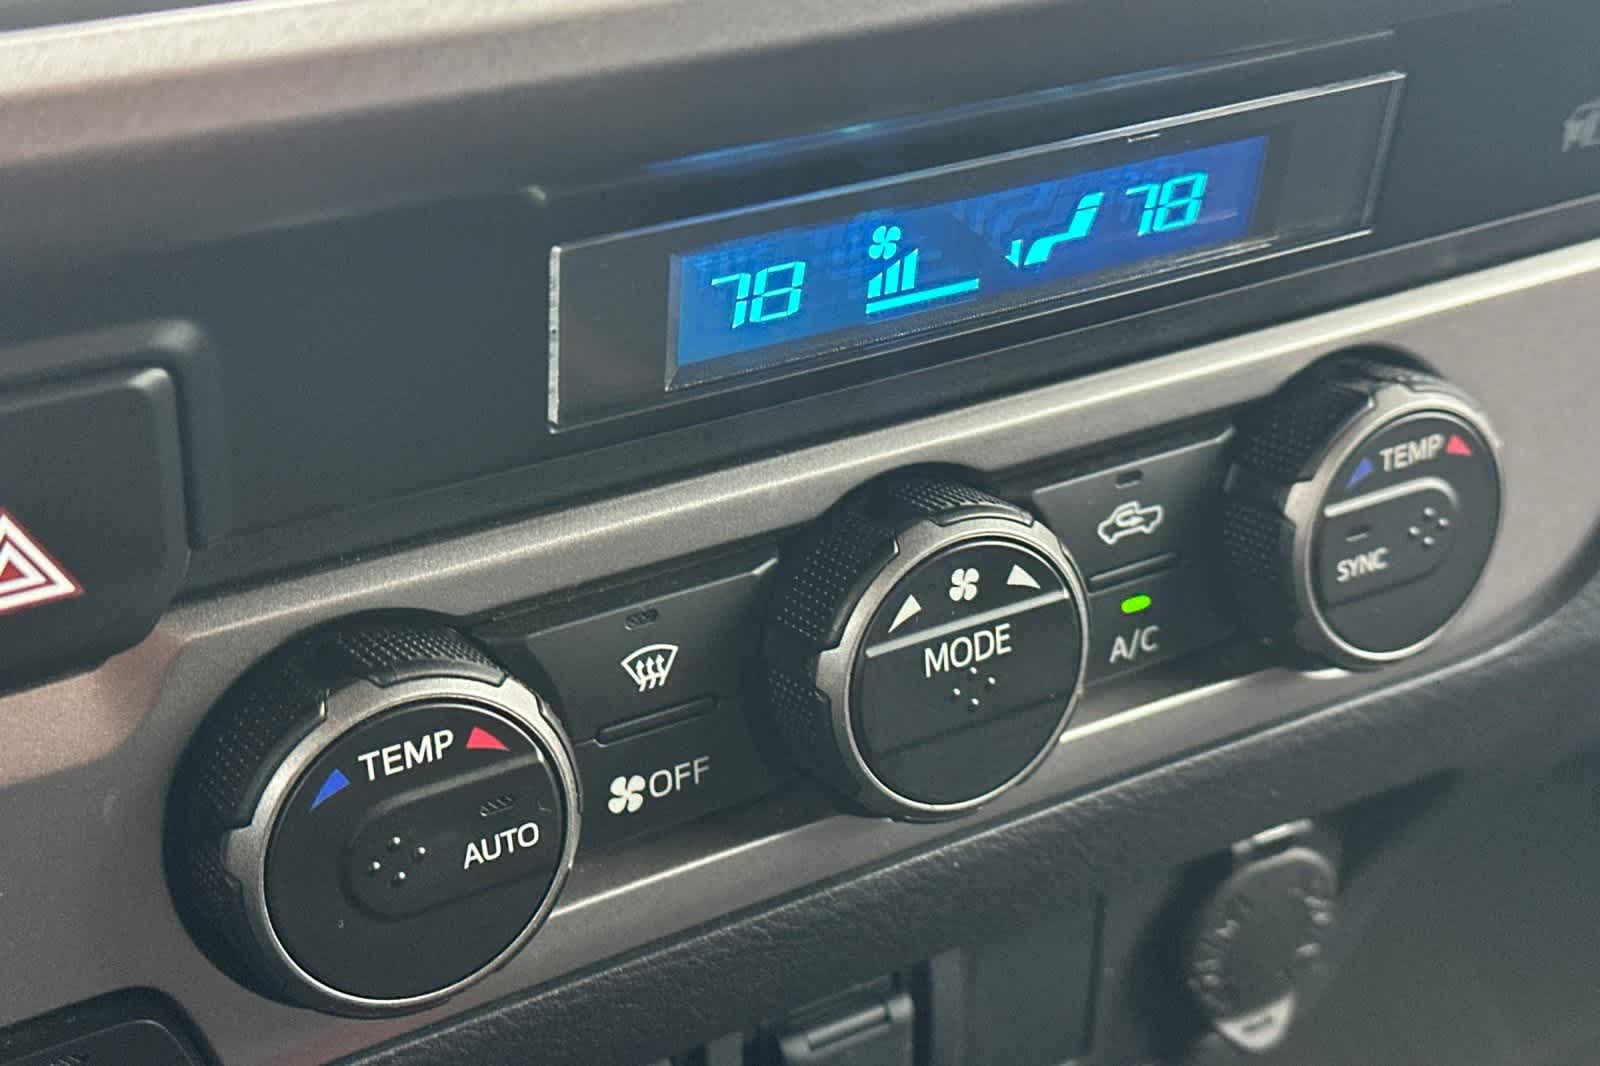 78
78
TEMP
SYNC
MODE
A/C
TEMP
AUTO
OFF